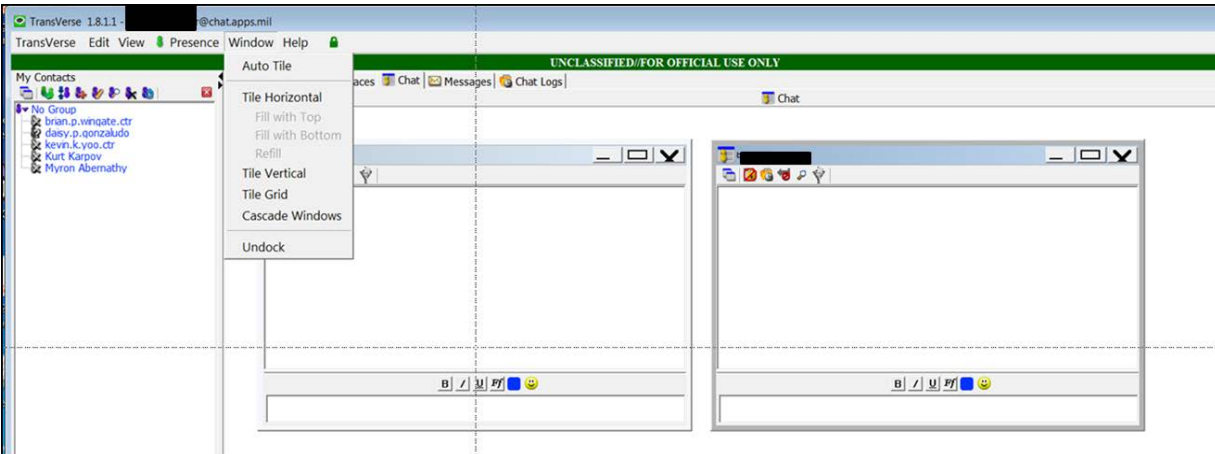 TransVerse 1.8.1.1 - r@chat.apps.mil
TransVerse Edit View Presence Window Help
UNCLASSIFIED//FOR OFFICIAL USE ONLY
My Contacts
aces Chat Messages Chat Logs
Chat
No Group
brian.p.wingate.ctr
daisy.p.gonzaludo
kevin.k.yoo.ctr
Kurt Karpov
Myron Abernathy
Auto Tile
Tile Horizontal
Fill with Top
Fill with Bottom
Refill
Tile Vertical
Tile Grid
Cascade Windows
Undock
B I U Ff
B I U Ff